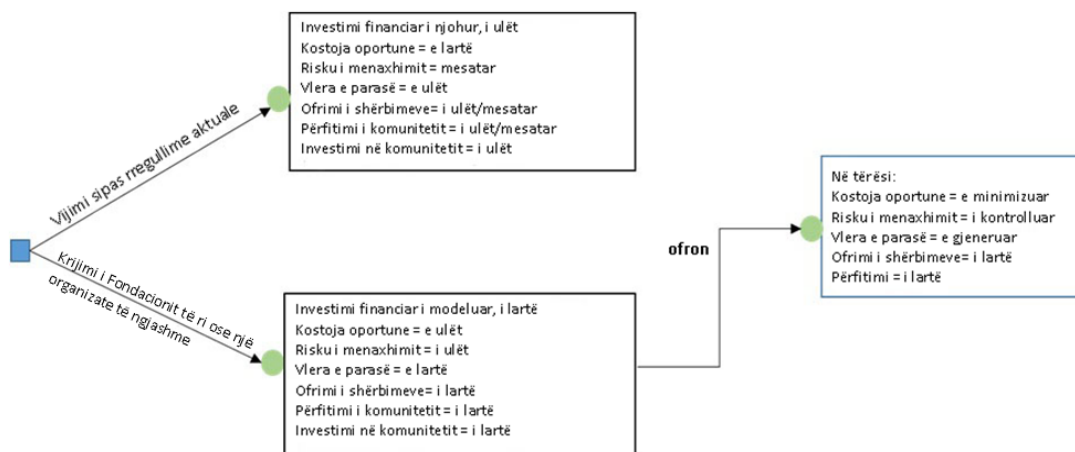 Investimi financiar i njohur, i ulët
Kostoja oportune = e lartë
Risku i menaxhimit = mesatar
Vlera e parasë = e ulët
Ofrimi i shërbimeve= i ulët/mesatar
Përfitimi i komunitetit = i ulët/mesatar
Investimi në komunitetit = i ulët
Vijimi sipas rregullime aktuale
Krijimi i Fondacionit të ri ose një
organizate të ngjashme
Investimi financiar i modeluar, i lartë
Kostoja oportune = e ulët
Risku i menaxhimit = i ulët
Vlera e parasë = e lartë
Ofrimi i shërbimeve= i lartë
Përfitimi i komunitetit = i lartë
Investimi në komunitetit = i lartë
ofron
Në tërësi:
Kostoja oportune = e minimizuar
Risku i menaxhimit = i kontrolluar
Vlera e parasë = e gjeneruar
Ofrimi i shërbimeve= i lartë
Përfitimi = i lartë